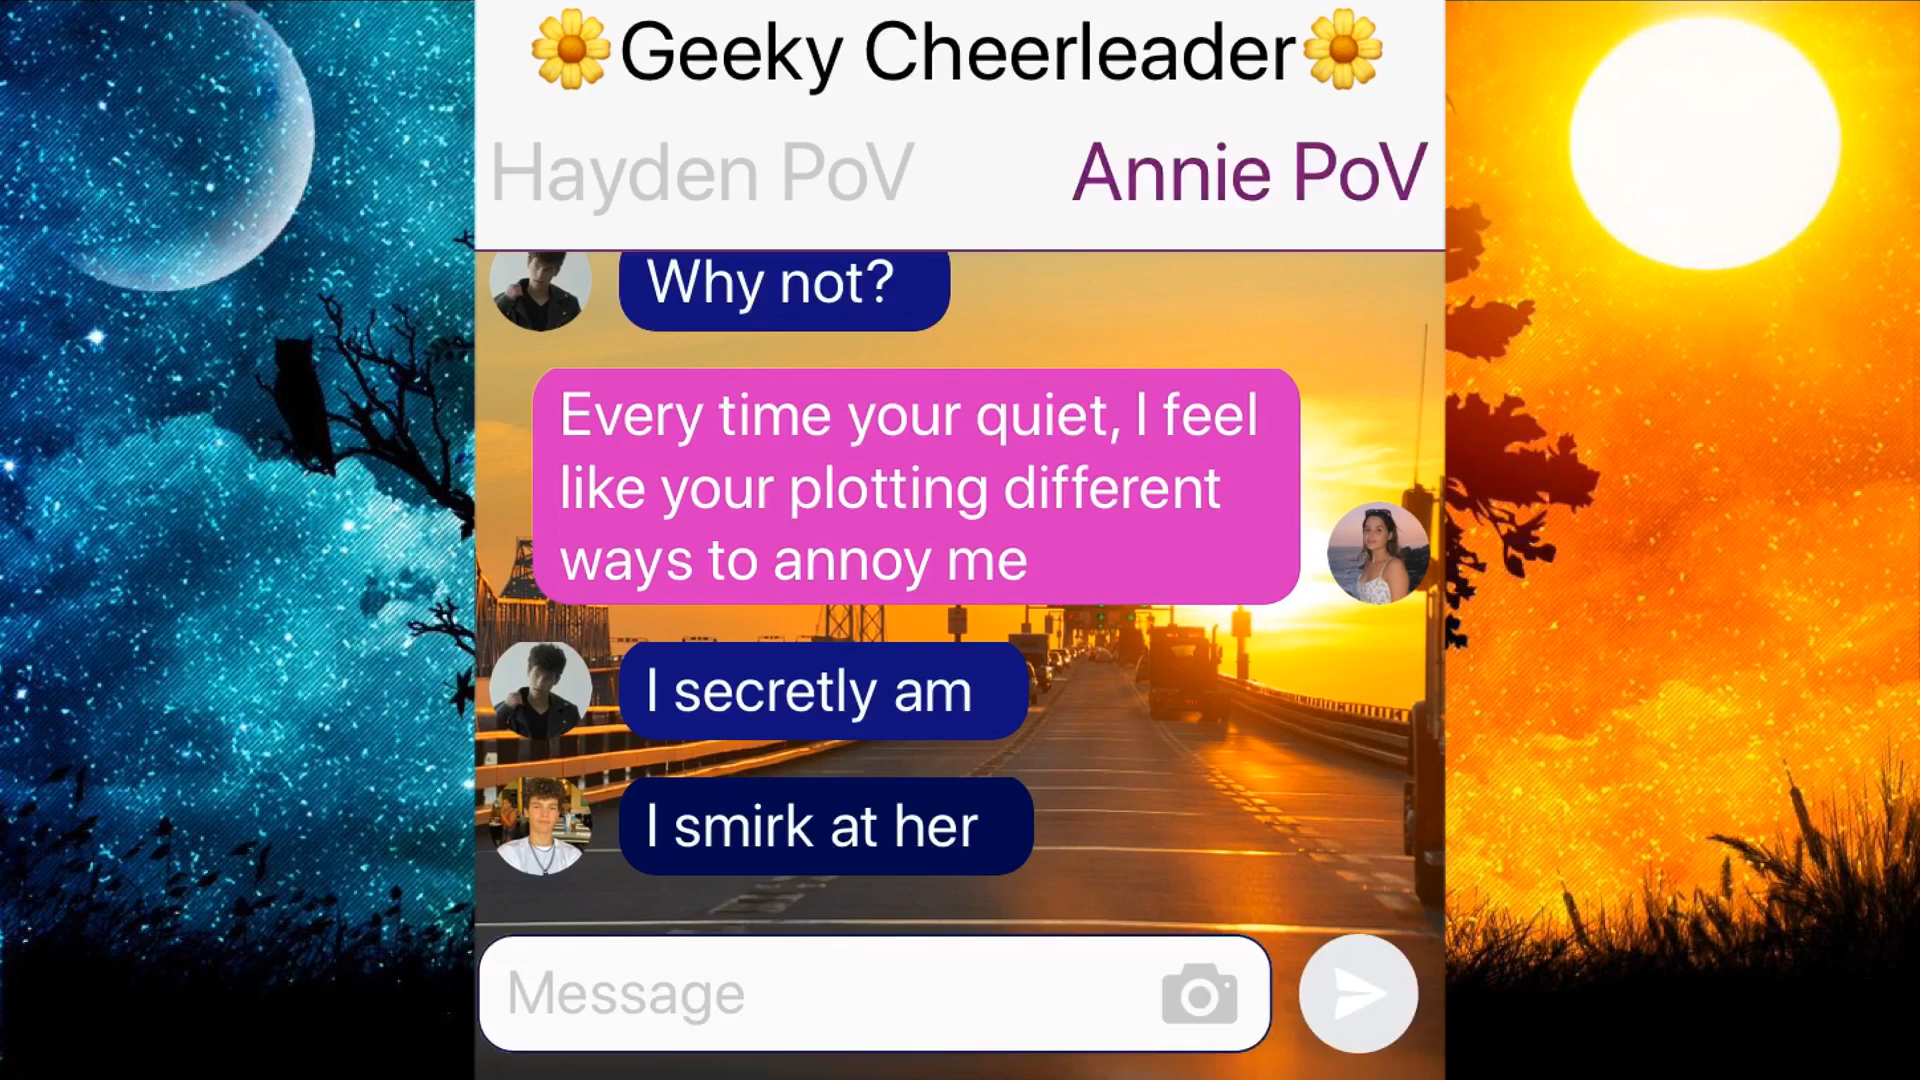 🌼Geeky Cheerleader🌼
Hayden PoV
Annie PoV
Why not?
Every time your quiet, I feel
like your plotting different
ways to annoy me
I secretly am
I smirk at her
Message